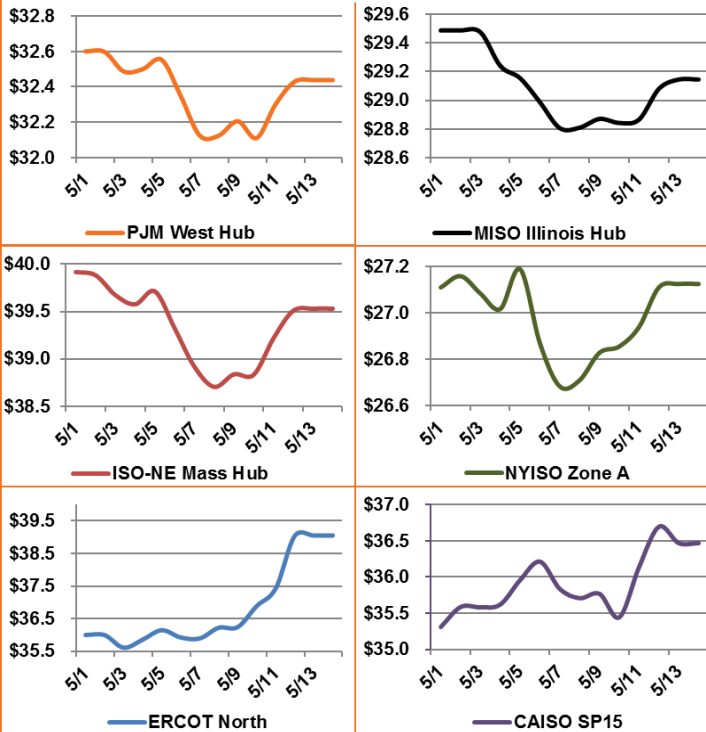 $32.8
$32.6
$32.4
$32.2
$32.0
5/1 5/3 5/5 5/7 5/9 5/11 5/13
PJM West Hub
$29.6
$29.4
$29.2
$29.0
$28.8
$28.6
5/1 5/3 5/5 5/7 5/9 5/11 5/13
MISO Illinois Hub
$40.0
$39.5
$39.0
$38.5
5/1 5/3 5/5 5/7 5/9 5/11 5/13
ISO-NE Mass Hub
$27.2
$27.0
$26.8
$26.6
5/1 5/3 5/5 5/7 5/9 5/11 5/13
NYISO Zone A
$39.5
$38.5
$37.5
$36.5
$35.5
5/1 5/3 5/5 5/7 5/9 5/11 5/13
ERCOT North
$37.0
$36.5
$36.0
$35.5
$35.0
5/1 5/3 5/5 5/7 5/9 5/11 5/13
CAISO SP15